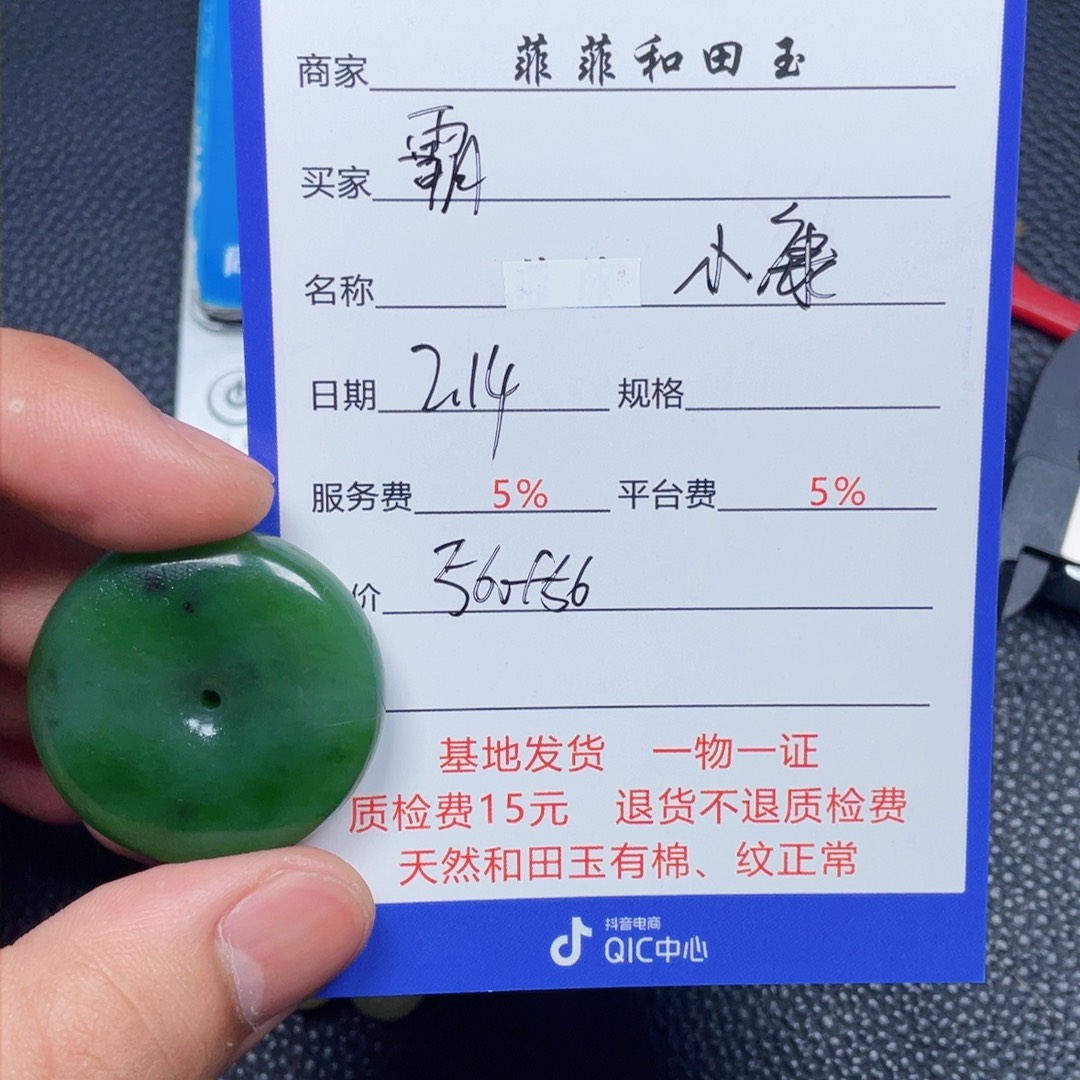 商家 菲菲和田玉
买家 霸
名称 小康
日期 2.14 规格
服务费 5% 平台费 5%
价 560+56
基地发货 一物一证
质检费15元 退货不退质检费
天然和田玉有棉、纹正常
抖音电商
QIC中心